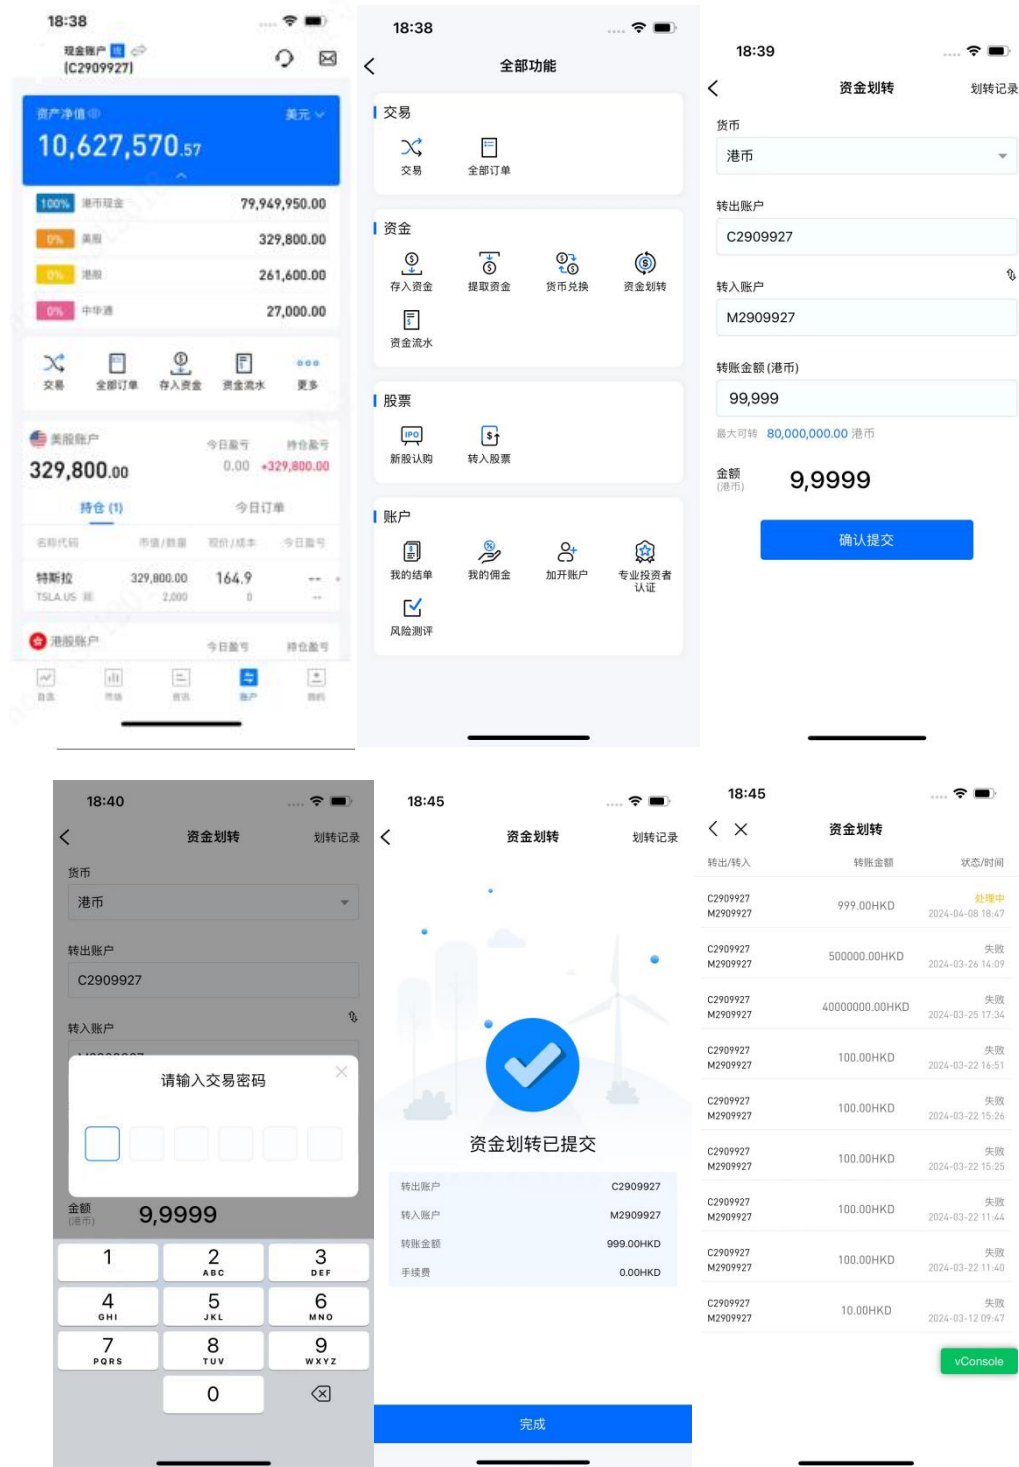 18:38
现金账户 现
(C2909927)
资产净值
美元
10,627,570.57
100% 港币现金 79,949,950.00
0% 美股 329,800.00
0% 港股 261,600.00
0% 中华通 27,000.00
交易 全部订单 存入资金 资金流水 更多
美股账户 今日盈亏 持仓盈亏
329,800.00 0.00 +329,800.00
持仓 (1) 今日订单
名称代码 市值/数量 现价/成本 今日盈亏
特斯拉 329,800.00 164.9 --
TSLA.US 2,000 0 --
港股账户 今日盈亏 持仓盈亏
自选 市场 资讯 账户 我的
18:38
全部功能
交易
交易 全部订单
资金
存入资金 提取资金 货币兑换 资金划转
资金流水
股票
IPO
新股认购 转入股票
账户
我的结单 我的佣金 加开账户 专业投资者
认证
风险测评
18:39
资金划转 划转记录
货币
港币
转出账户
C2909927
转入账户
M2909927
转账金额 (港币)
99,999
最大可转 80,000,000.00 港币
金额
(港币)
9,9999
确认提交
18:40
资金划转 划转记录
货币
港币
转出账户
C2909927
转入账户
请输入交易密码
金额
(港币)
9,9999
1 2 3
ABC DEF
4 5 6
GHI JKL MNO
7 8 9
PQRS TUV WXYZ
0
18:45
资金划转 划转记录
资金划转已提交
转出账户 C2909927
转入账户 M2909927
转账金额 999.00HKD
手续费 0.00HKD
完成
18:45
资金划转
转出/转入 转账金额 状态/时间
C2909927 999.00HKD 处理中
M2909927 2024-04-08 18:47
C2909927 500000.00HKD 失败
M2909927 2024-03-26 14:09
C2909927 40000000.00HKD 失败
M2909927 2024-03-25 17:34
C2909927 100.00HKD 失败
M2909927 2024-03-22 16:51
C2909927 100.00HKD 失败
M2909927 2024-03-22 15:26
C2909927 100.00HKD 失败
M2909927 2024-03-22 15:25
C2909927 100.00HKD 失败
M2909927 2024-03-22 11:44
C2909927 100.00HKD 失败
M2909927 2024-03-22 11:40
C2909927 10.00HKD 失败
M2909927 2024-03-12 09:47
vConsole